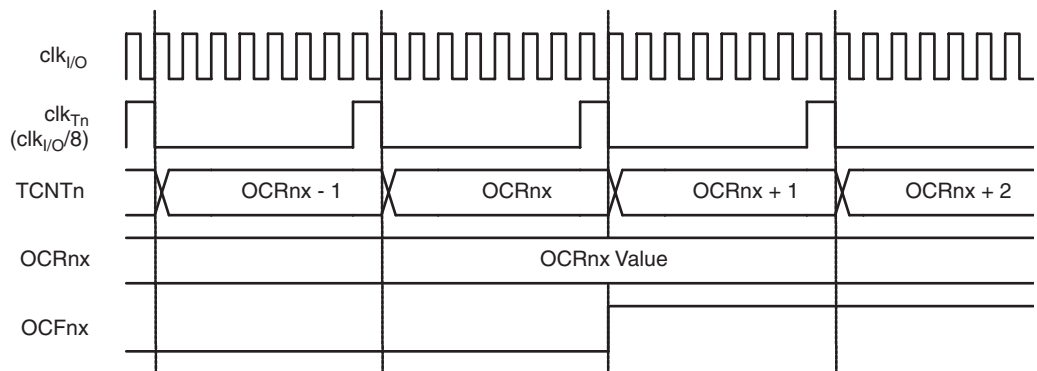 clkI/O
clkTn
(clkI/O/8)
TCNTn OCRnx - 1 OCRnx OCRnx + 1 OCRnx + 2
OCRnx OCRnx Value
OCFnx